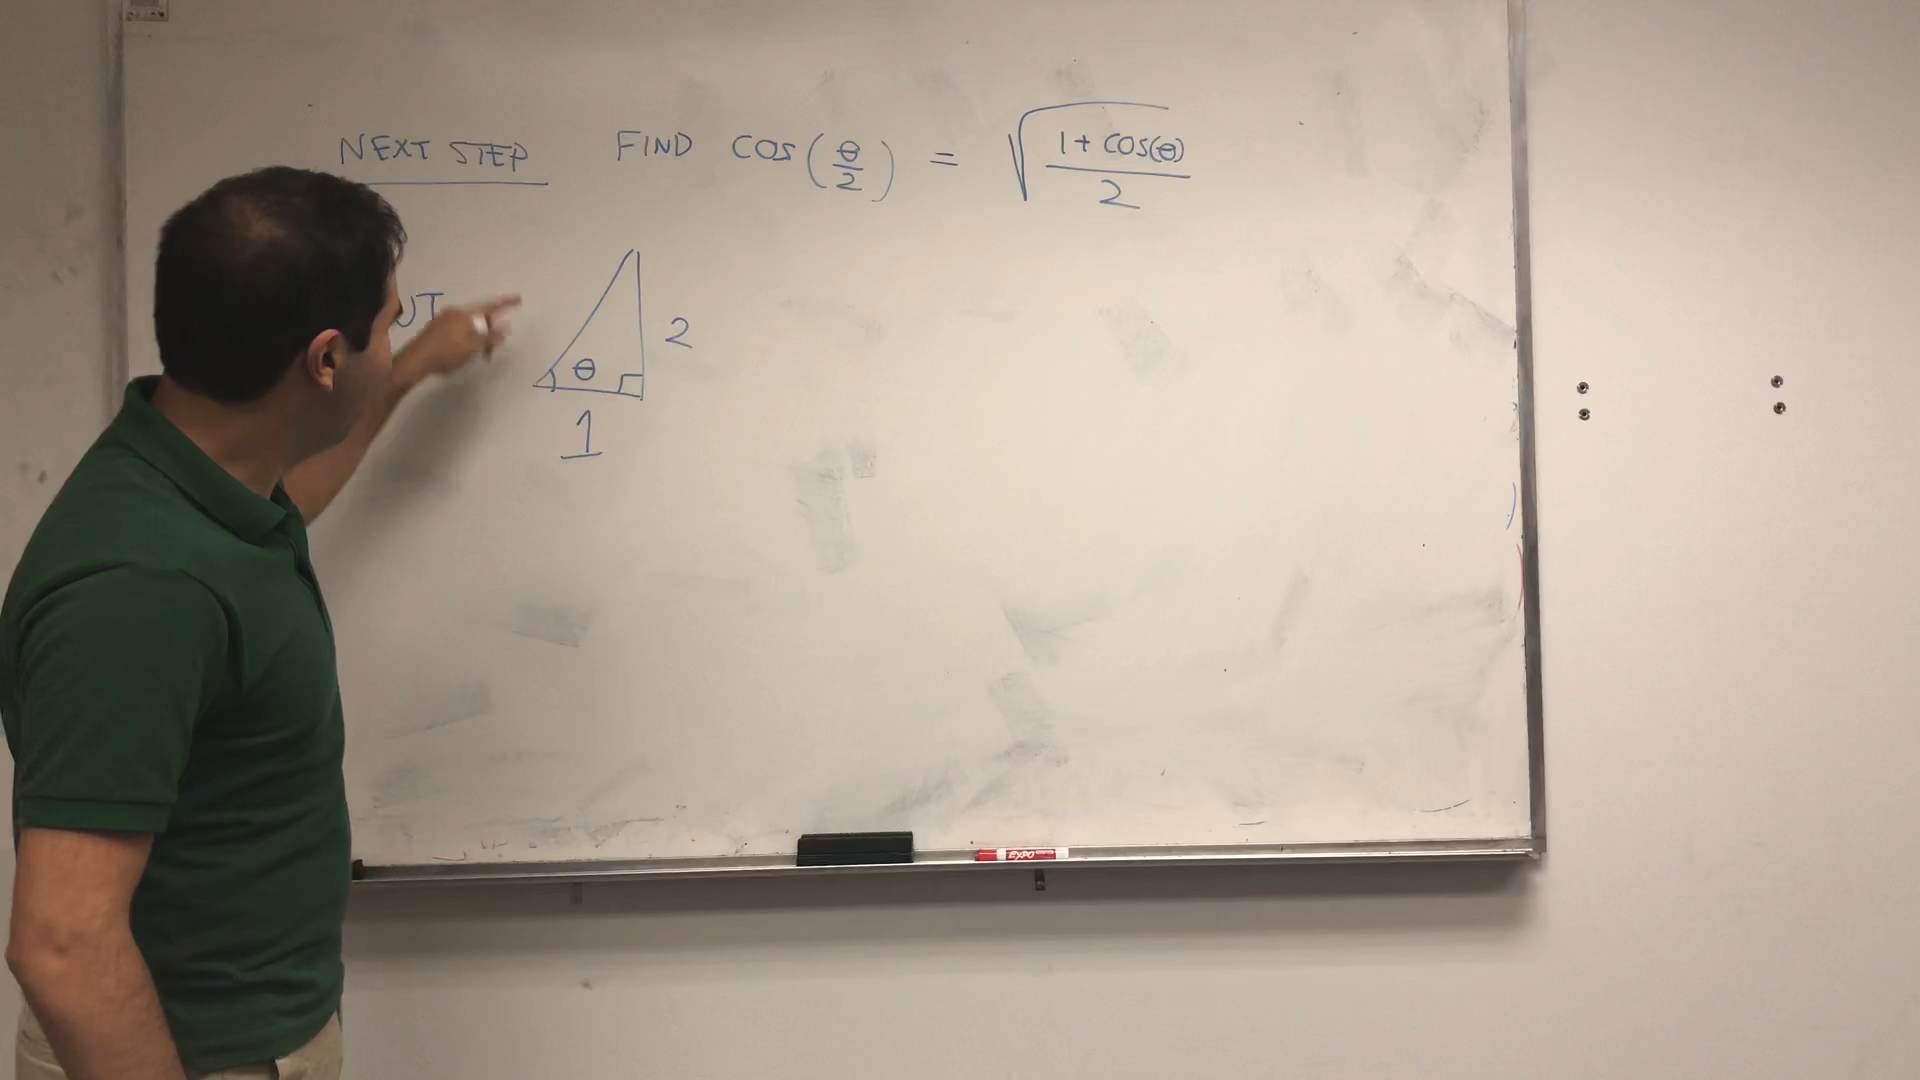 NEXT STEP FIND COS(θ/2) = √((1 + COS(θ))/2)
θ
2
1
EXPO